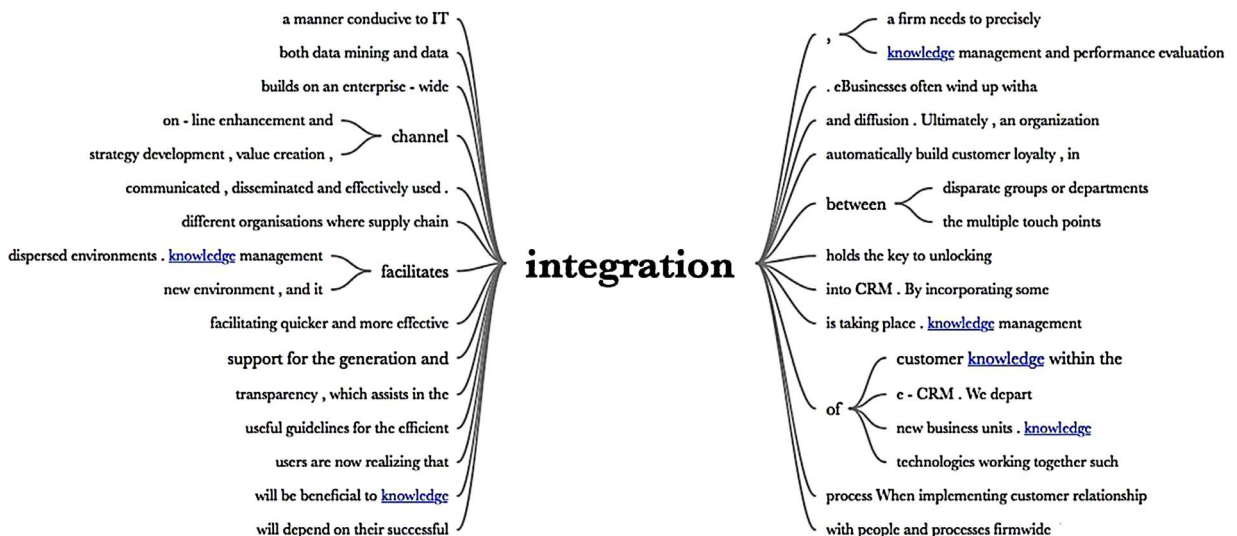 a manner conducive to IT
both data mining and data
builds on an enterprise - wide
on - line enhancement and
channel
strategy development , value creation ,
communicated , disseminated and effectively used .
different organisations where supply chain
dispersed environments . knowledge management
facilitates
new environment , and it
facilitating quicker and more effective
support for the generation and
transparency , which assists in the
useful guidelines for the efficient
users are now realizing that
will be beneficial to knowledge
will depend on their successful
integration
,
a firm needs to precisely
knowledge management and performance evaluation
. eBusinesses often wind up witha
and diffusion . Ultimately , an organization
automatically build customer loyalty , in
between
disparate groups or departments
the multiple touch points
holds the key to unlocking
into CRM . By incorporating some
is taking place . knowledge management
of
customer knowledge within the
e - CRM . We depart
new business units . knowledge
technologies working together such
process When implementing customer relationship
with people and processes firmwide